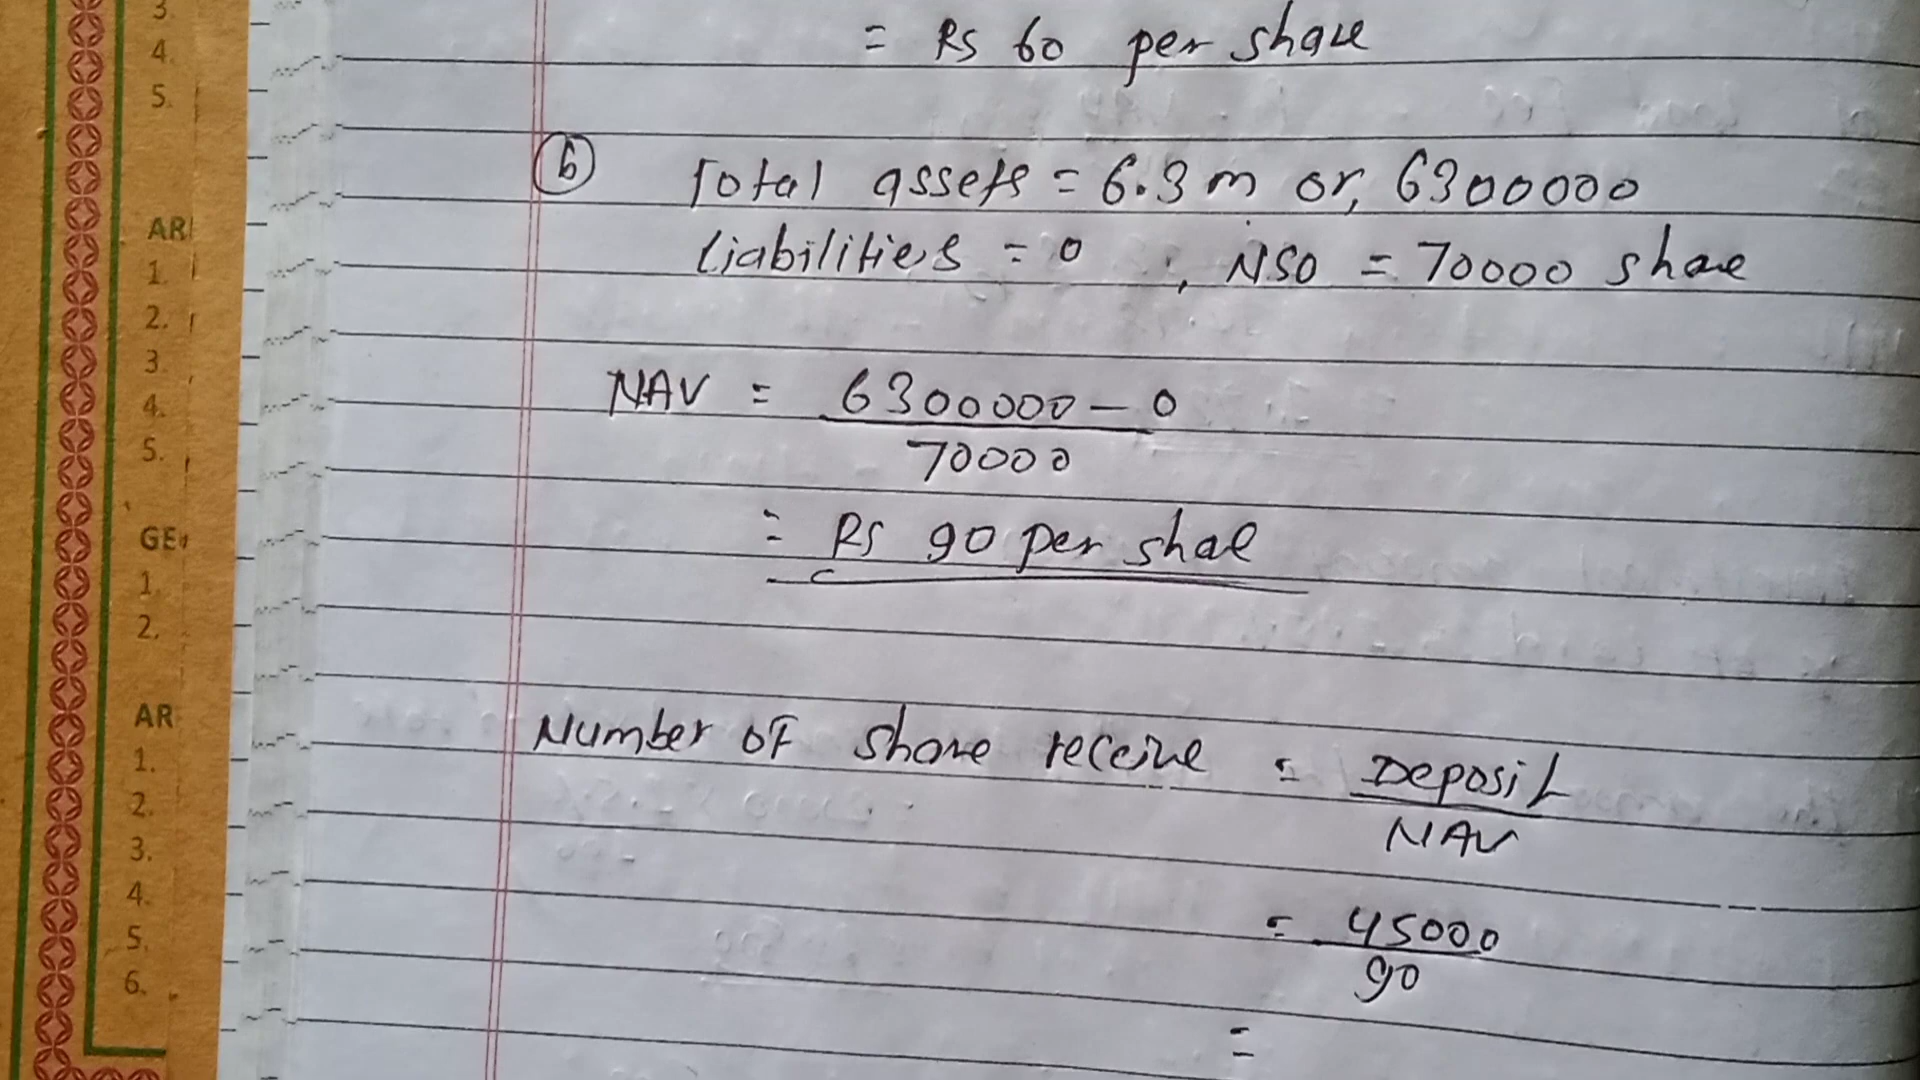 3.
4.
5.
AR
1.
2.
3.
4.
5.
GE
1.
2.
AR
1.
2.
3.
4.
5.
6.
= Rs 60 per share
(b) Total assets = 6.3 m or, 6300000
Liabilities = 0 , NSO = 70000 share
NAV = 6300000 - 0
70000
= Rs 90 per shae
Number of share receive = Deposit
NAV
= 45000
90
=